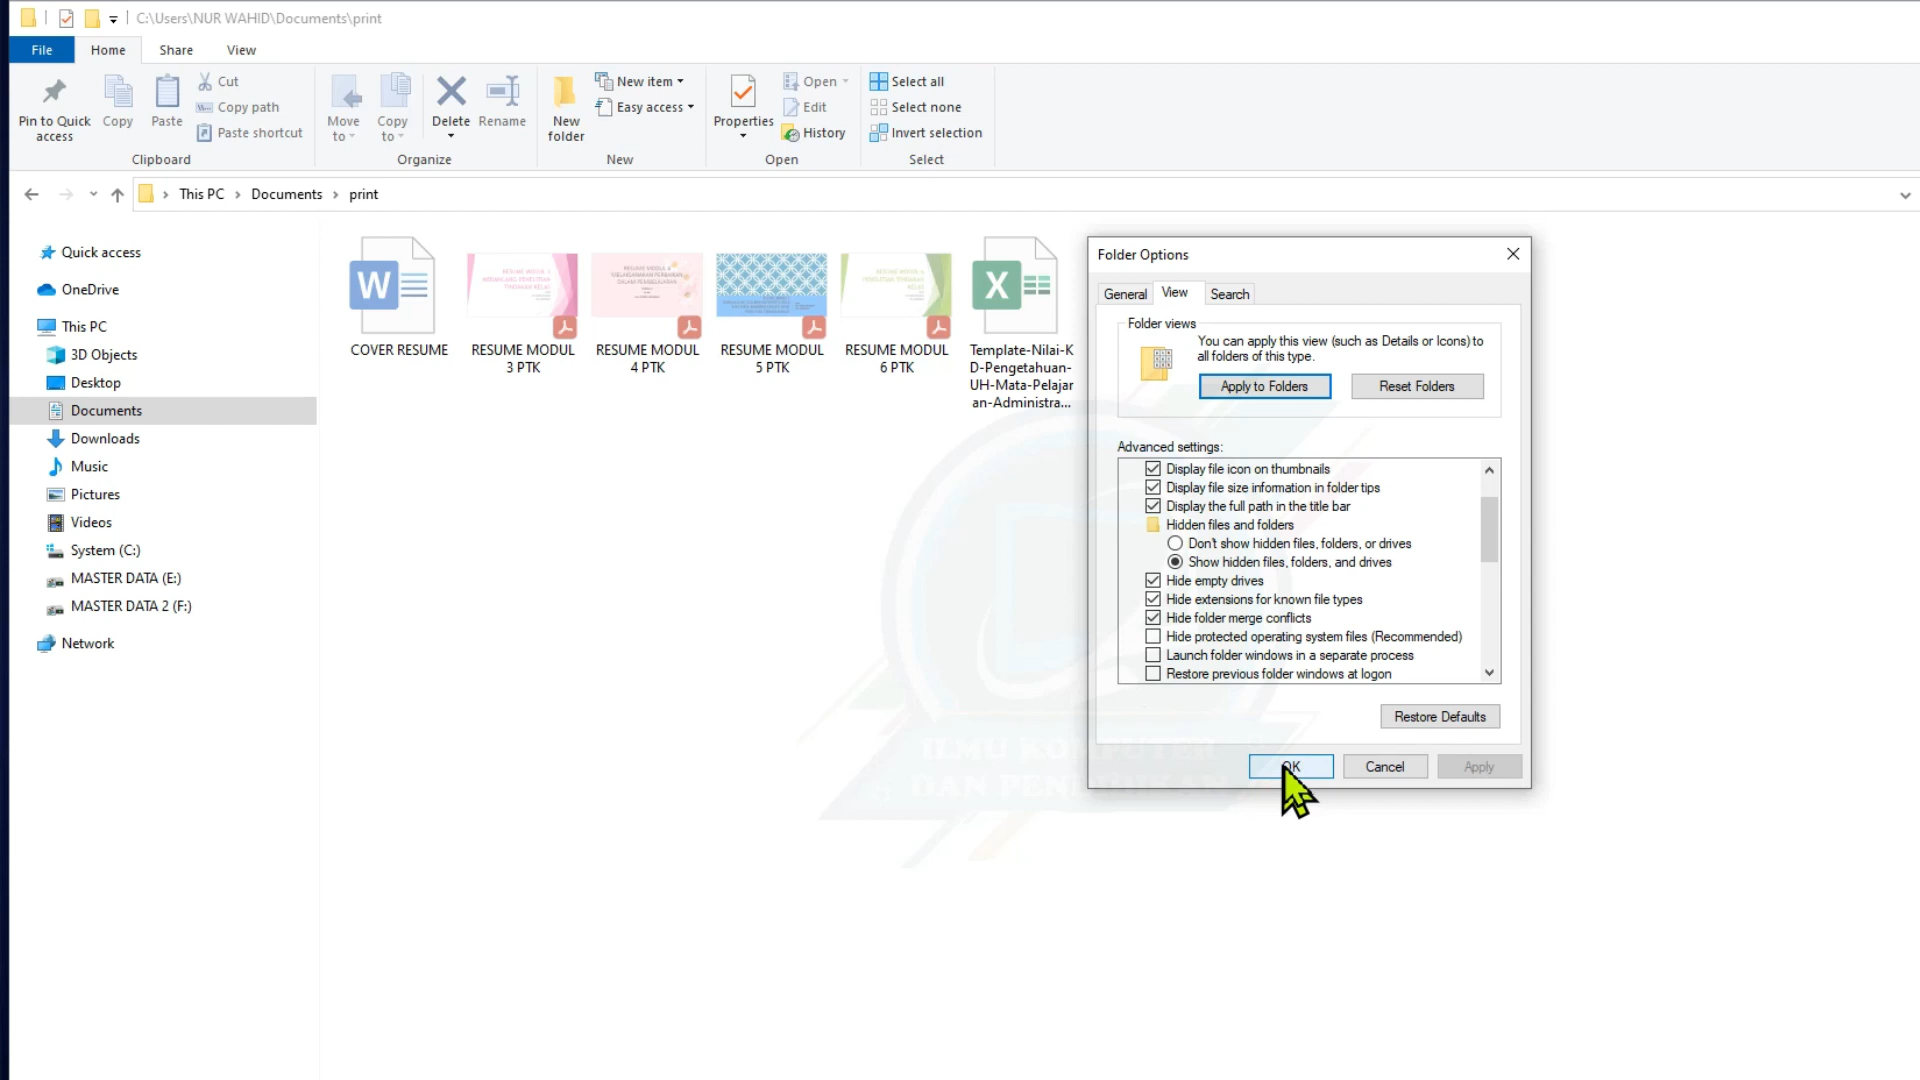 C:\Users\NUR WAHID\Documents\print
File Home Share View
Pin to Quick access
Copy
Paste
Cut
Copy path
Paste shortcut
Clipboard
Move to
Copy to
Delete
Rename
Organize
New folder
New item
Easy access
New
Properties
Open
Edit
History
Open
Select all
Select none
Invert selection
Select
This PC > Documents > print
Quick access
OneDrive
This PC
3D Objects
Desktop
Documents
Downloads
Music
Pictures
Videos
System (C:)
MASTER DATA (E:)
MASTER DATA 2 (F:)
Network
COVER RESUME
RESUME MODUL
3 PTK
RESUME MODUL
4 PTK
RESUME MODUL
5 PTK
RESUME MODUL
6 PTK
Template-Nilai-K
D-Pengetahuan-
UH-Mata-Pelajar
an-Administra...
Folder Options
General View Search
Folder views
You can apply this view (such as Details or Icons) to
all folders of this type.
Apply to Folders Reset Folders
Advanced settings:
Display file icon on thumbnails
Display file size information in folder tips
Display the full path in the title bar
Hidden files and folders
Don't show hidden files, folders, or drives
Show hidden files, folders, and drives
Hide empty drives
Hide extensions for known file types
Hide folder merge conflicts
Hide protected operating system files (Recommended)
Launch folder windows in a separate process
Restore previous folder windows at logon
Restore Defaults
OK Cancel Apply
ILMU KOMPUTER
DAN PENDIDIKAN